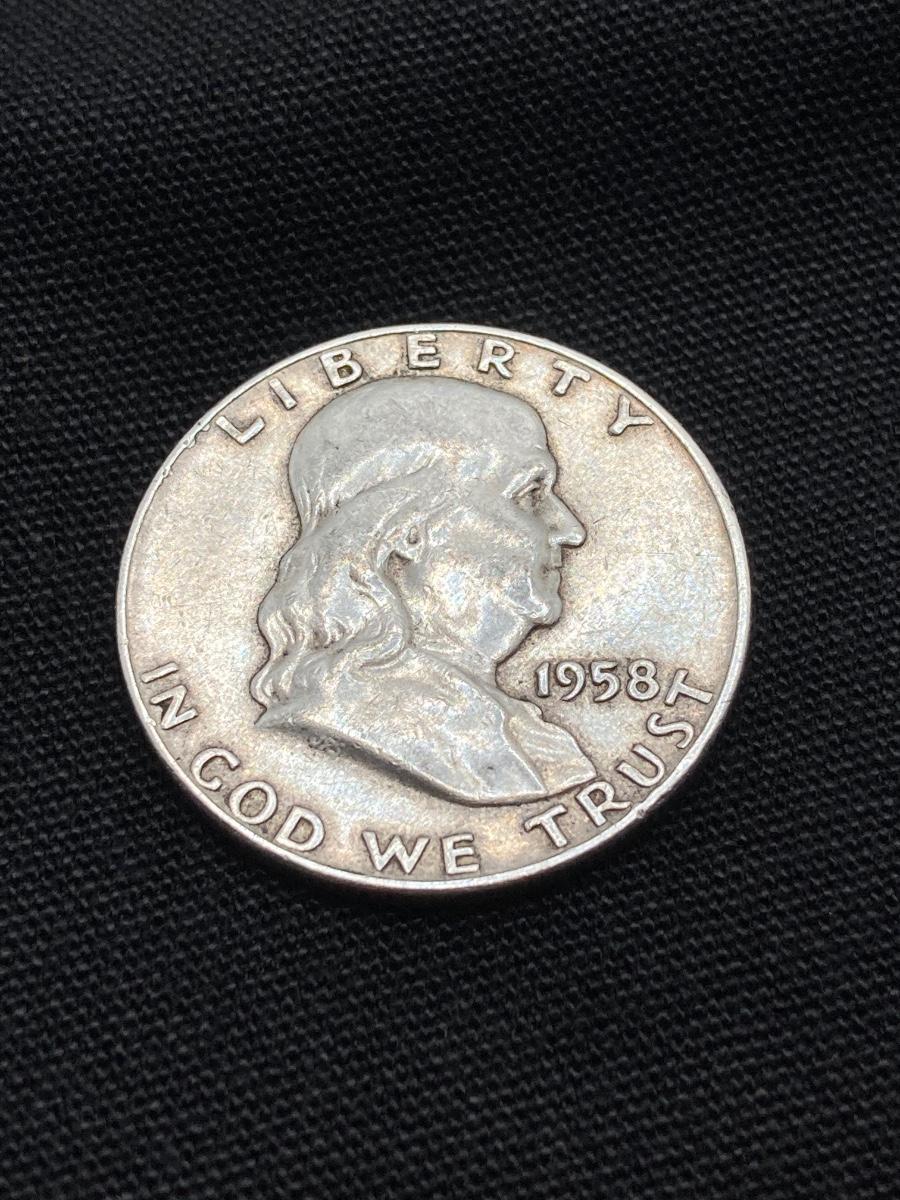 LIBERTY
1958
IN GOD WE TRUST